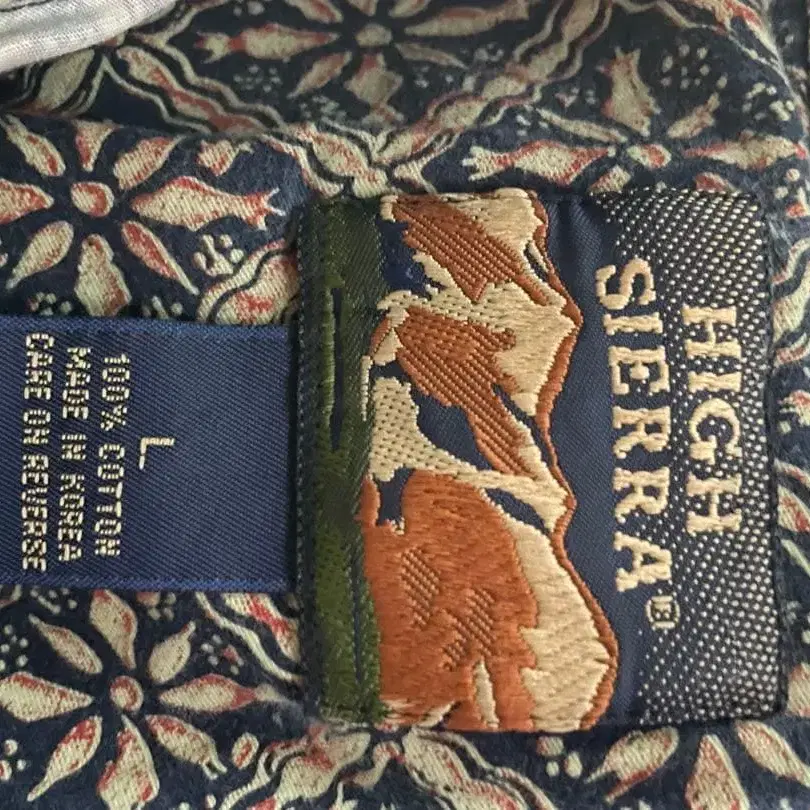 HIGH
SIERRA®
L
100% COTTON
MADE IN KOREA
CARE ON REVERSE